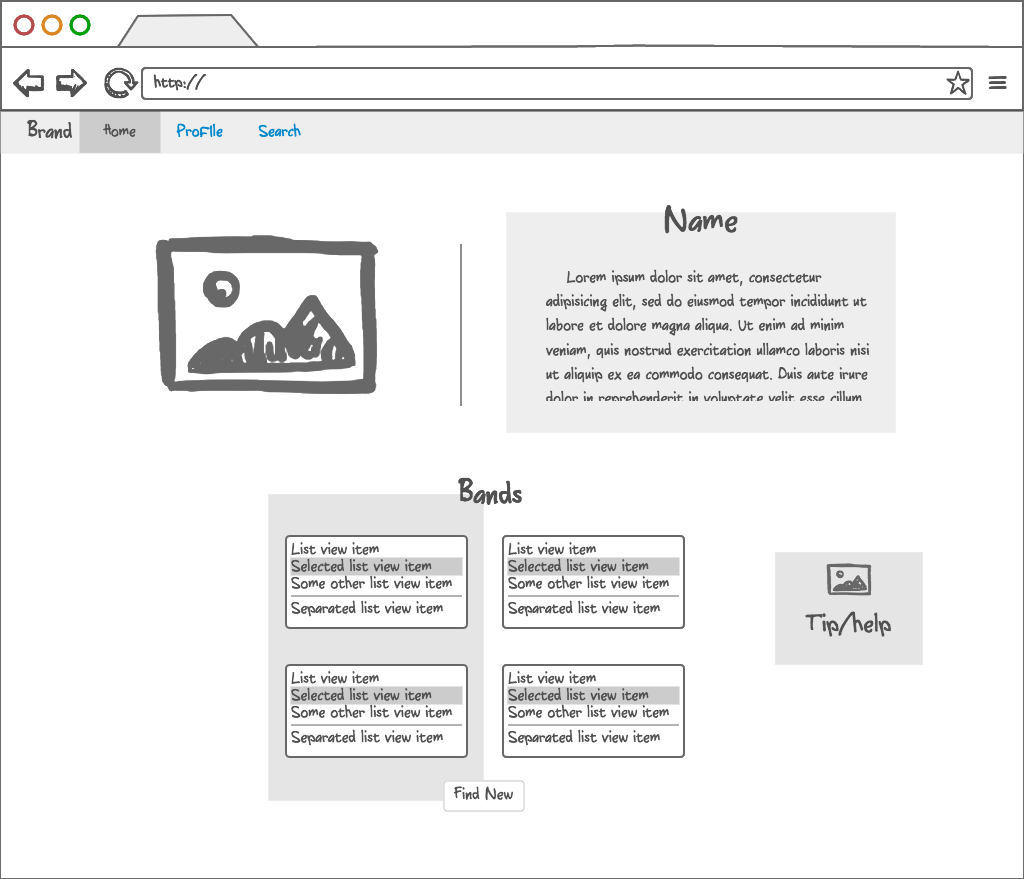 http://
Brand Home ProfIle Search
Name
Lorem ipsum dolor sit amet, consectetur
adipisicing elit, sed do eiusmod tempor incididunt ut
labore et dolore magna aliqua. Ut enim ad minim
veniam, quis nostrud exercitation ullamco laboris nisi
ut aliquip ex ea commodo consequat. Duis aute irure
dolor in reprehenderit in voluptate velit esse cillum
Bands
List view item
Selected list view item
Some other list view item
Separated list view item
List view item
Selected list view item
Some other list view item
Separated list view item
Tip/help
List view item
Selected list view item
Some other list view item
Separated list view item
List view item
Selected list view item
Some other list view item
Separated list view item
Find New